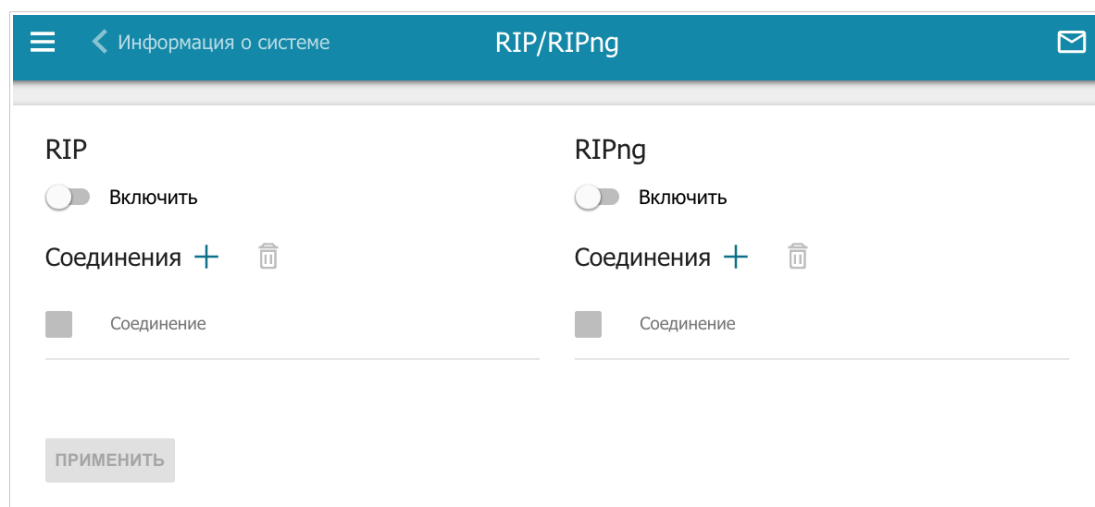 Информация о системе
RIP/RIPng
RIP
Включить
Соединения
Соединение
RIPng
Включить
Соединения
Соединение
ПРИМЕНИТЬ